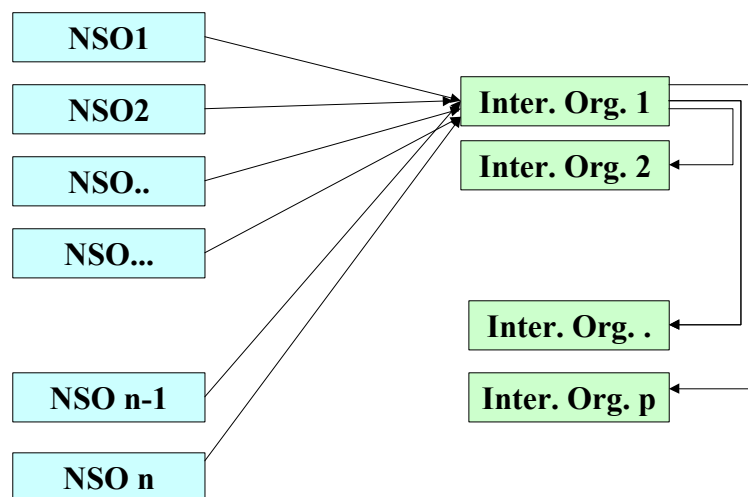 NSO1
NSO2
NSO..
NSO...
NSO n-1
NSO n
Inter. Org. 1
Inter. Org. 2
Inter. Org. .
Inter. Org. p